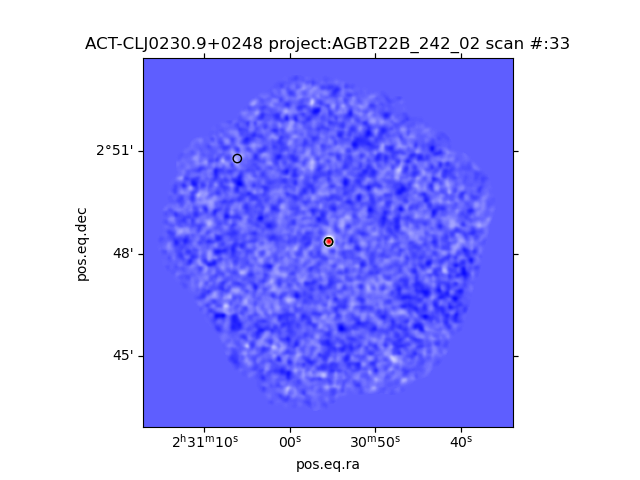 ACT-CLJ0230.9+0248 project:AGBT22B_242_02 scan #:33
pos.eq.dec
2°51'
48'
45'
2h31m10s 00s 30m50s 40s
pos.eq.ra